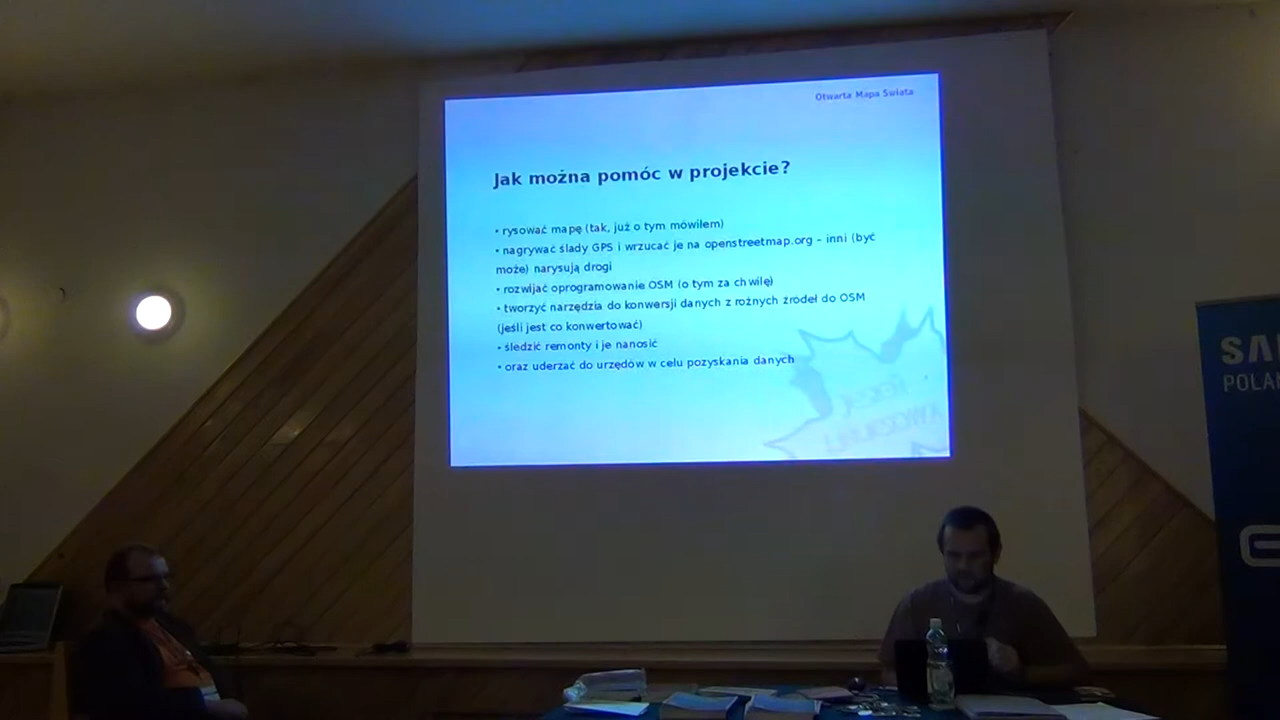 Otwarta Mapa Świata
Jak można pomóc w projekcie?
• rysować mapę (tak, już o tym mówiłem)
• nagrywać ślady GPS i wrzucać je na openstreetmap.org – inni (być
może) narysują drogi
• rozwijać oprogramowanie OSM (o tym za chwilę)
• tworzyć narzędzia do konwersji danych z rożnych źrodeł do OSM
(jeśli jest co konwertować)
• śledzić remonty i je nanosić
• oraz uderzać do urzędów w celu pozyskania danych